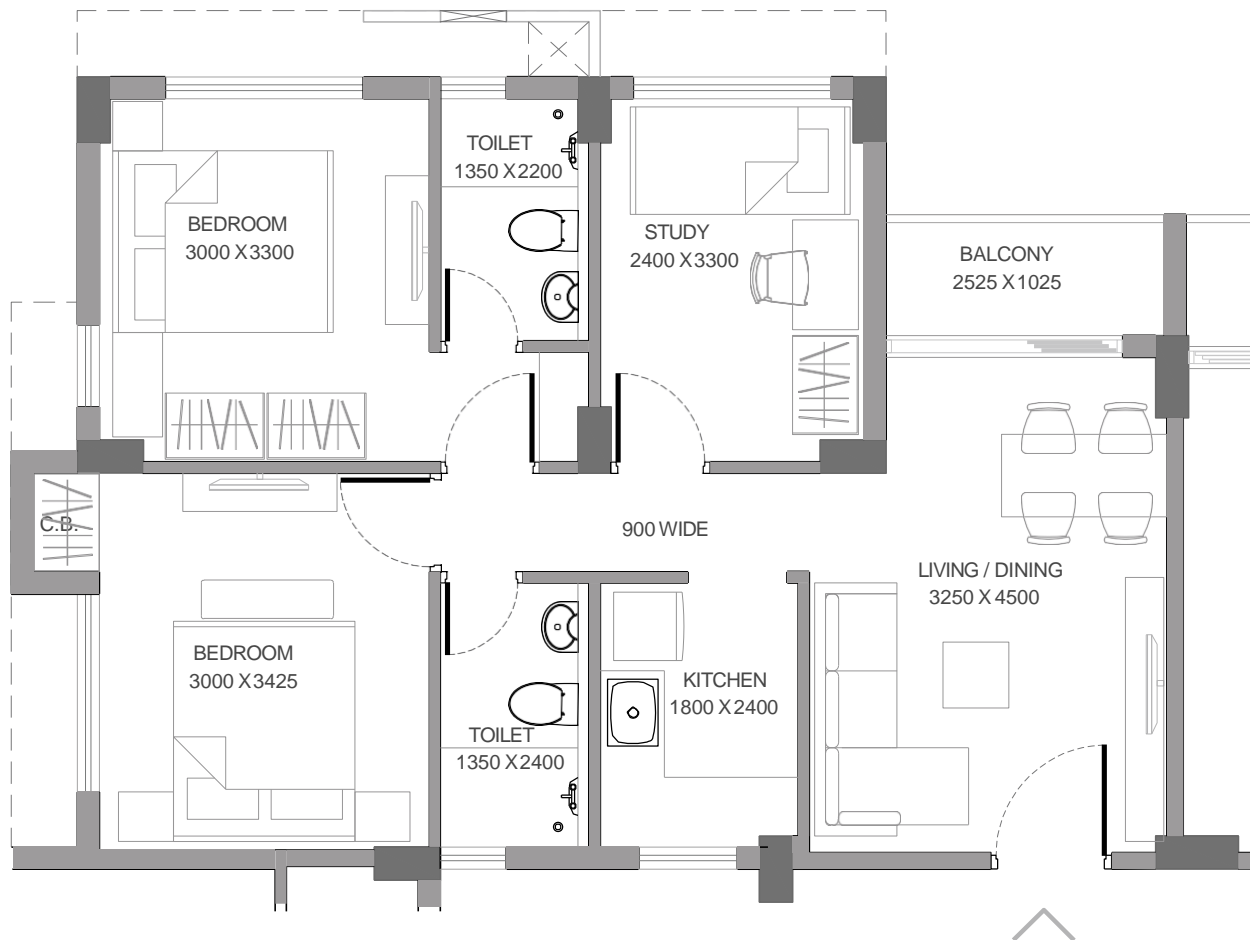 TOILET
1350 X 2200
BEDROOM
3000 X 3300
STUDY
2400 X 3300
BALCONY
2525 X 1025
C.B.
900 WIDE
LIVING / DINING
3250 X 4500
BEDROOM
3000 X 3425
KITCHEN
1800 X 2400
TOILET
1350 X 2400